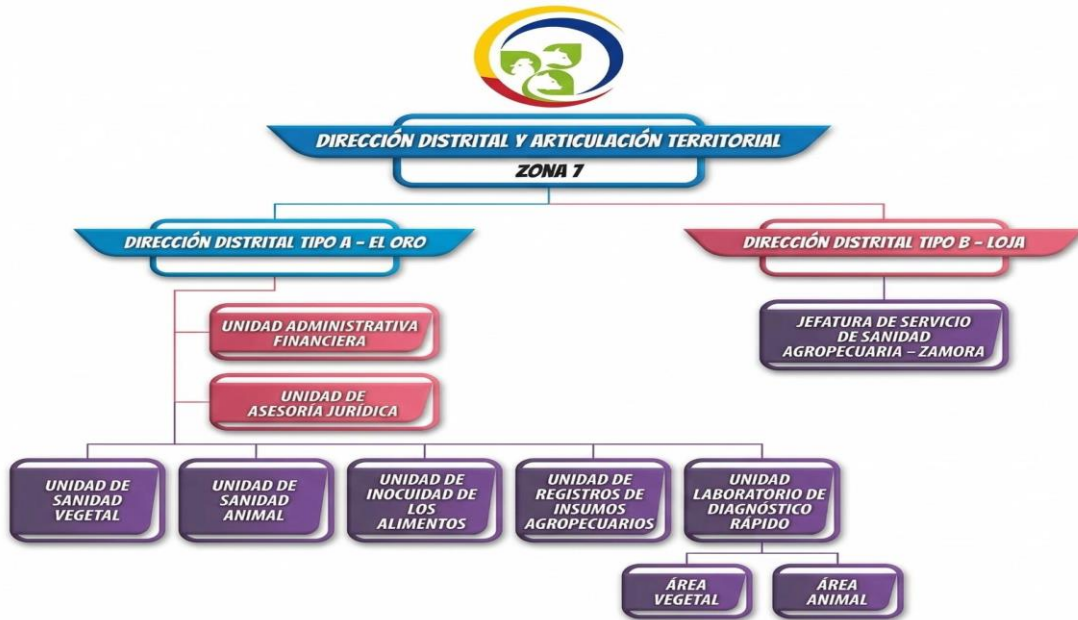 DIRECCIÓN DISTRITAL Y ARTICULACIÓN TERRITORIAL
ZONA 7
DIRECCIÓN DISTRITAL TIPO A – EL ORO
DIRECCIÓN DISTRITAL TIPO B – LOJA
UNIDAD ADMINISTRATIVA
FINANCIERA
JEFATURA DE SERVICIO
DE SANIDAD
AGROPECUARIA – ZAMORA
UNIDAD DE
ASESORÍA JURÍDICA
UNIDAD DE
SANIDAD
VEGETAL
UNIDAD DE
SANIDAD
ANIMAL
UNIDAD DE
INOCUIDAD DE
LOS
ALIMENTOS
UNIDAD DE
REGISTROS DE
INSUMOS
AGROPECUARIOS
UNIDAD
LABORATORIO DE
DIAGNÓSTICO
RÁPIDO
ÁREA
VEGETAL
ÁREA
ANIMAL